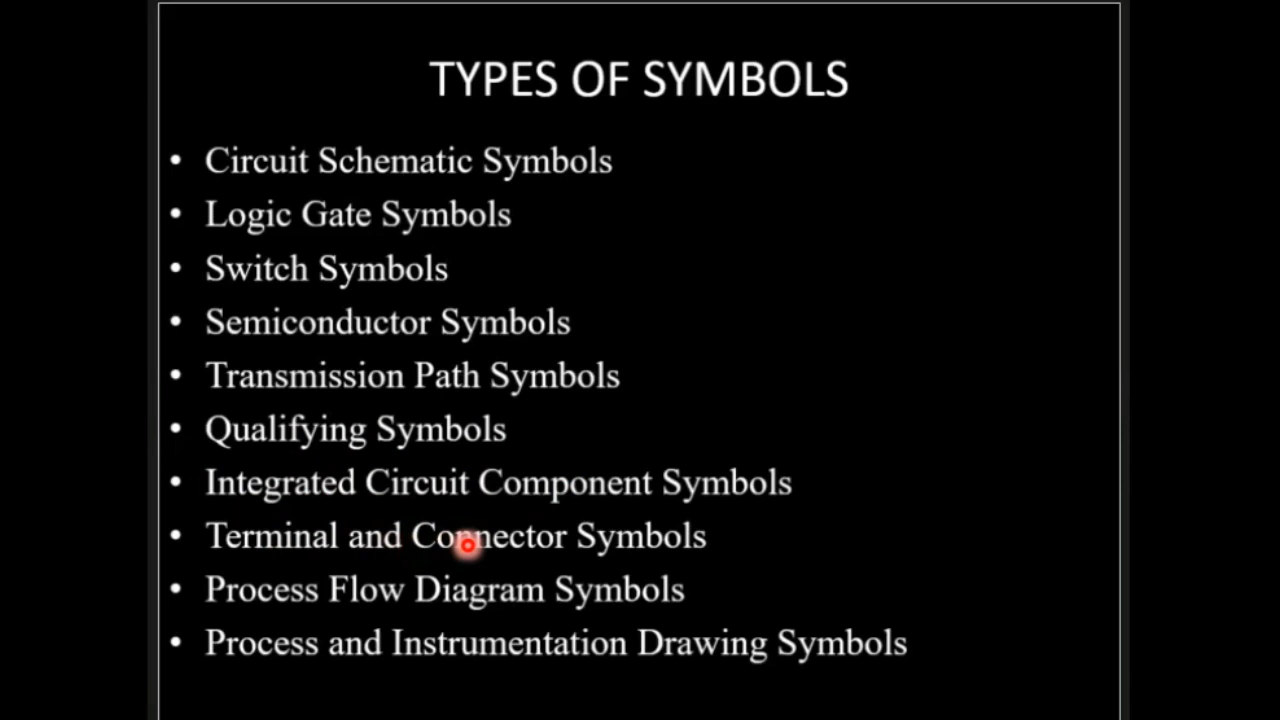 TYPES OF SYMBOLS
• Circuit Schematic Symbols
• Logic Gate Symbols
• Switch Symbols
• Semiconductor Symbols
• Transmission Path Symbols
• Qualifying Symbols
• Integrated Circuit Component Symbols
• Terminal and Connector Symbols
• Process Flow Diagram Symbols
• Process and Instrumentation Drawing Symbols